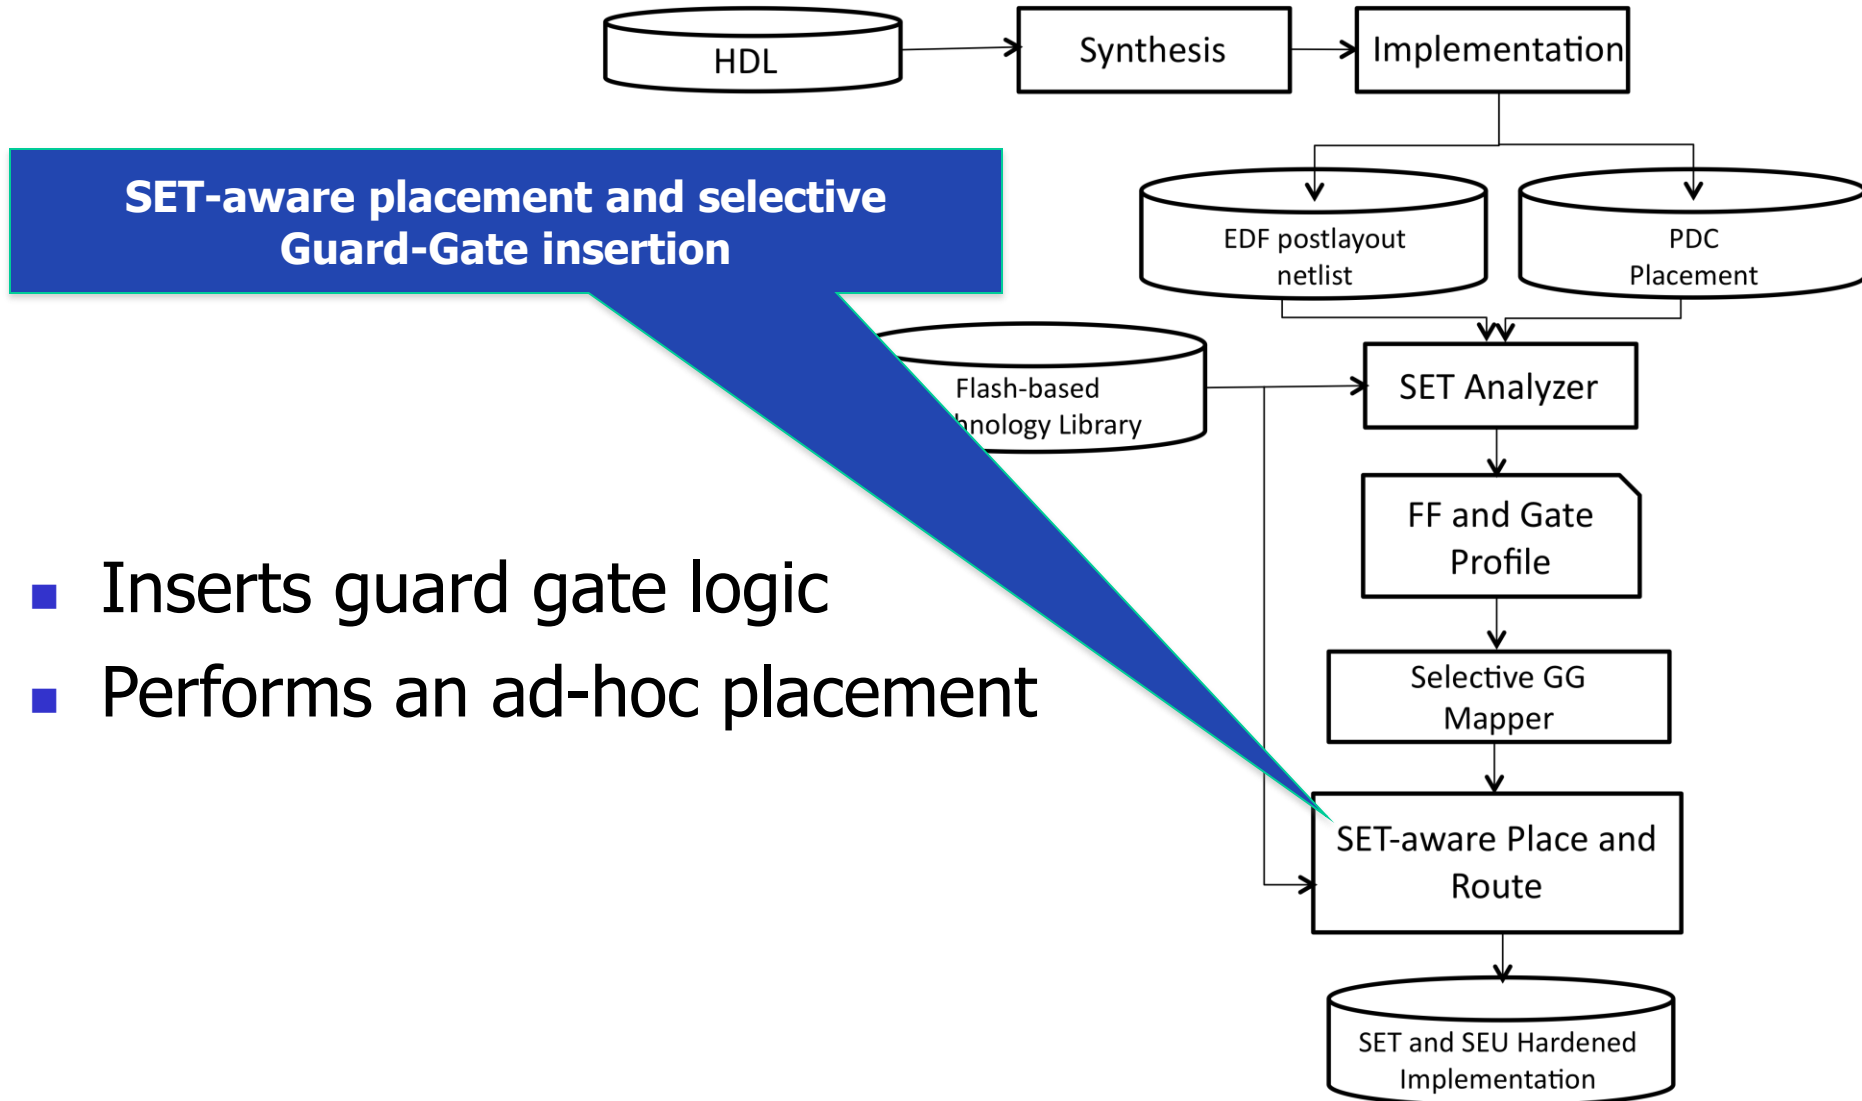 HDL
Synthesis
Implementation
SET-aware placement and selective
Guard-Gate insertion
EDF postlayout
netlist
PDC
Placement
Flash-based
Library
SET Analyzer
FF and Gate
Profile
Inserts guard gate logic
Performs an ad-hoc placement
Selective GG
Mapper
SET-aware Place and
Route
SET and SEU Hardened
Implementation